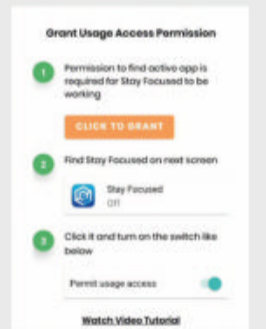 Grant Usage Access Permission
1
Permission to find active app is
required for Stay Focused to be
working
CLICK TO GRANT
2
Find Stay Focused on next screen
Stay Focused
Off
3
Click it and turn on the switch like
below
Permit usage access
Watch Video Tutorial